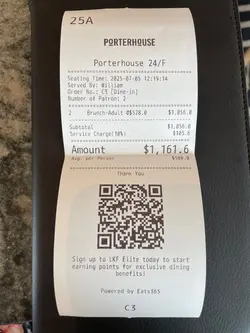 25A
PORTERHOUSE
Porterhouse 24/F
Seating Time: 2025-07-05 12:19:14
Served By: William
Order No.: C3 [Dine-in]
Number of Patron: 2
2 Brunch-Adult @$528.0 $1,056.0
Subtotal $1,056.0
Service Charge(10%) $105.6
Amount $1,161.6
Avg. per Person
Thank You
Sign up to LKF Elite today to start
earning points for exclusive dining
benefits!
Powered by Eats365
C3